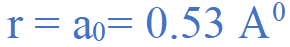 r = a₀= 0.53 A⁰